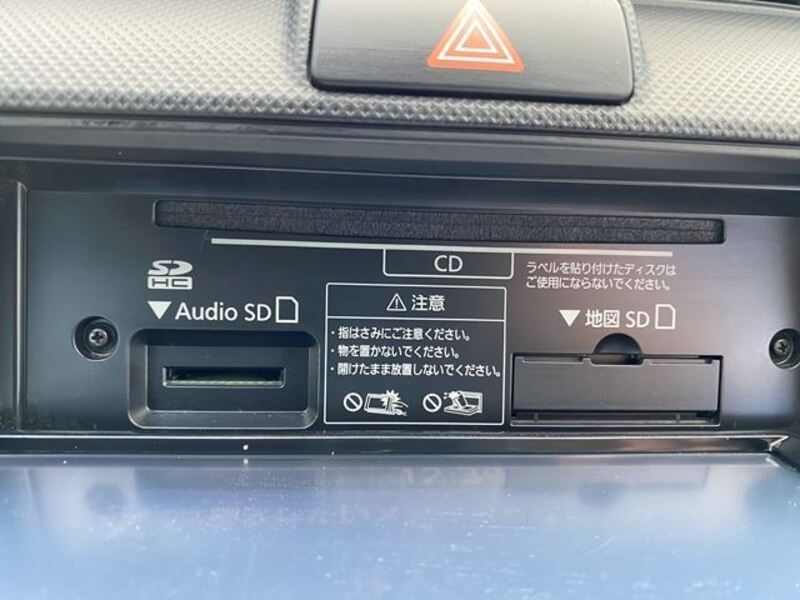 CD
ラベルを貼り付けたディスクは
ご使用にならないでください。
SD
HC
▼Audio SD
⚠注意
・指はさみにご注意ください。
・物を置かないでください。
・開けたまま放置しないでください。
▼地図 SD